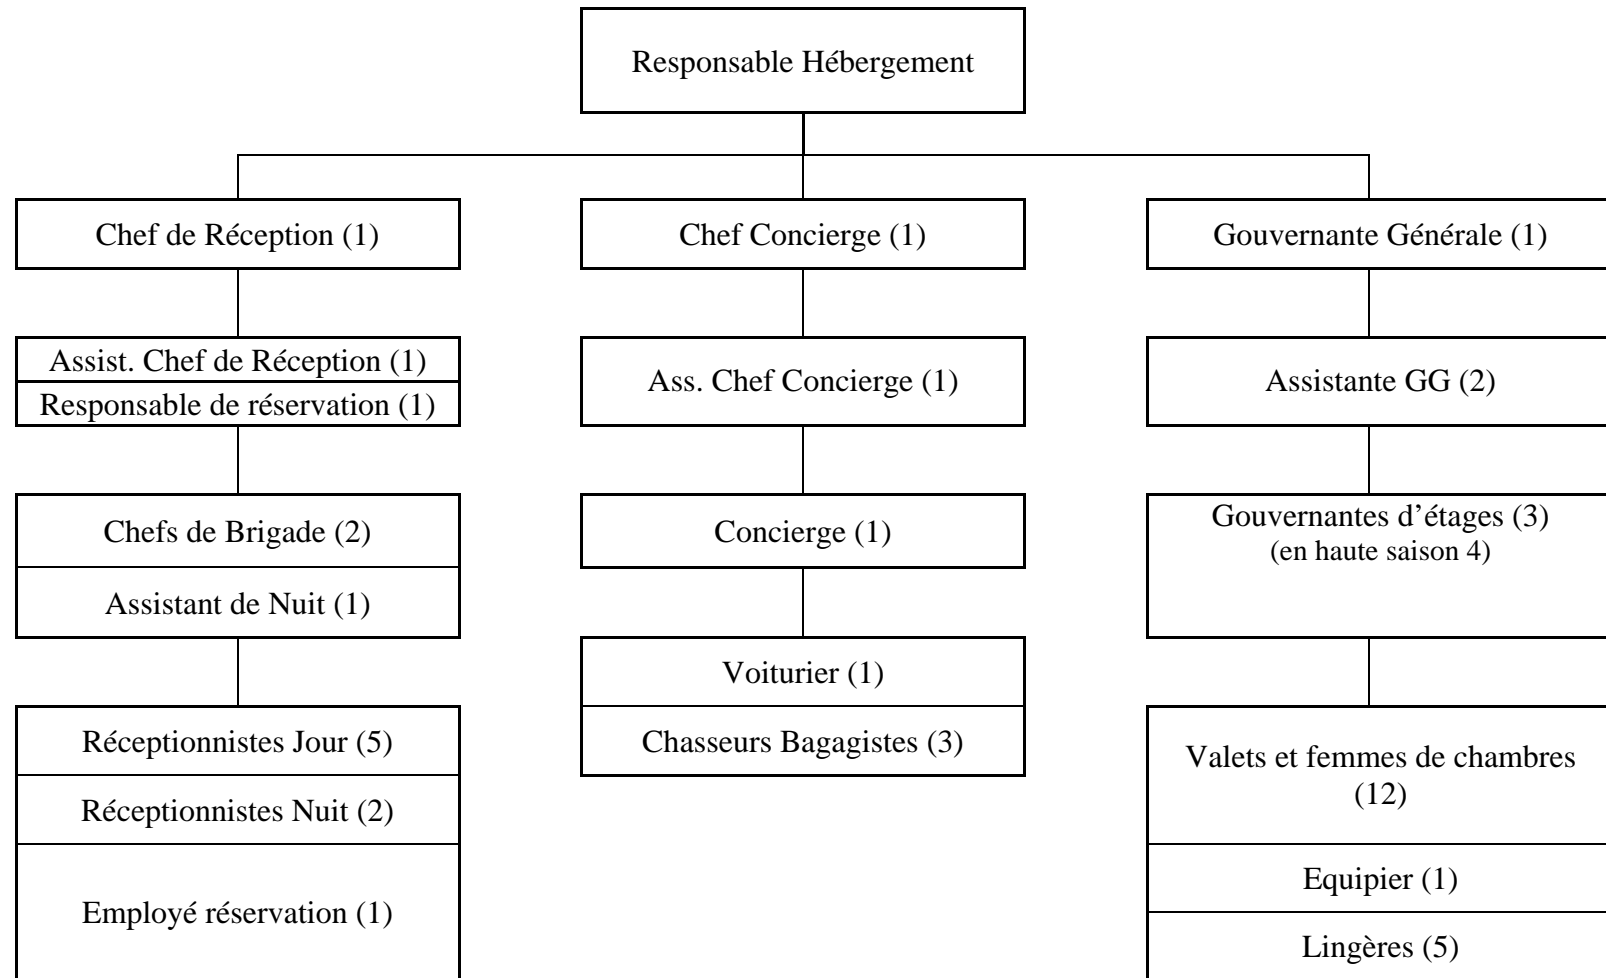 Responsable Hébergement
Chef de Réception (1)
Chef Concierge (1)
Gouvernante Générale (1)
Assist. Chef de Réception (1)
Responsable de réservation (1)
Ass. Chef Concierge (1)
Assistante GG (2)
Chefs de Brigade (2)
Assistant de Nuit (1)
Concierge (1)
Gouvernantes d’étages (3)
(en haute saison 4)
Voiturier (1)
Chasseurs Bagagistes (3)
Réceptionnistes Jour (5)
Réceptionnistes Nuit (2)
Employé réservation (1)
Valets et femmes de chambres
(12)
Equipier (1)
Lingères (5)